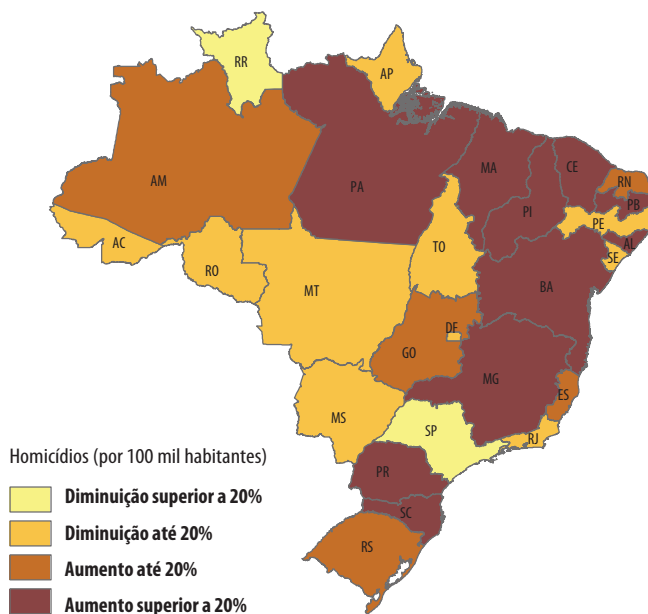 RR
AP
AM
PA
MA
CE
RN
PB
PI
PE
AL
SE
AC
RO
TO
MT
BA
DF
GO
MG
ES
MS
SP
RJ
PR
SC
RS
Homicídios (por 100 mil habitantes)
Diminuição superior a 20%
Diminuição até 20%
Aumento até 20%
Aumento superior a 20%